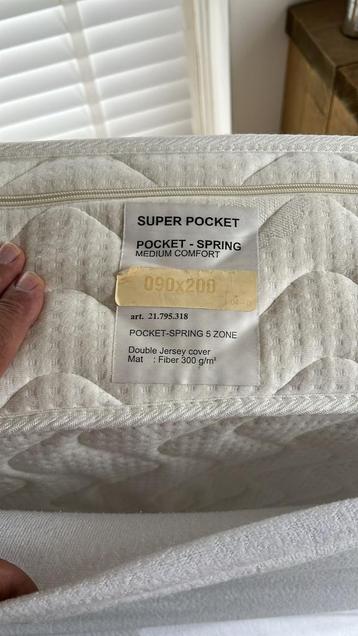 SUPER POCKET
POCKET - SPRING
MEDIUM COMFORT
090x200
art. 21.795.318
POCKET-SPRING 5 ZONE
Double Jersey cover
Mat : Fiber 300 g/m²